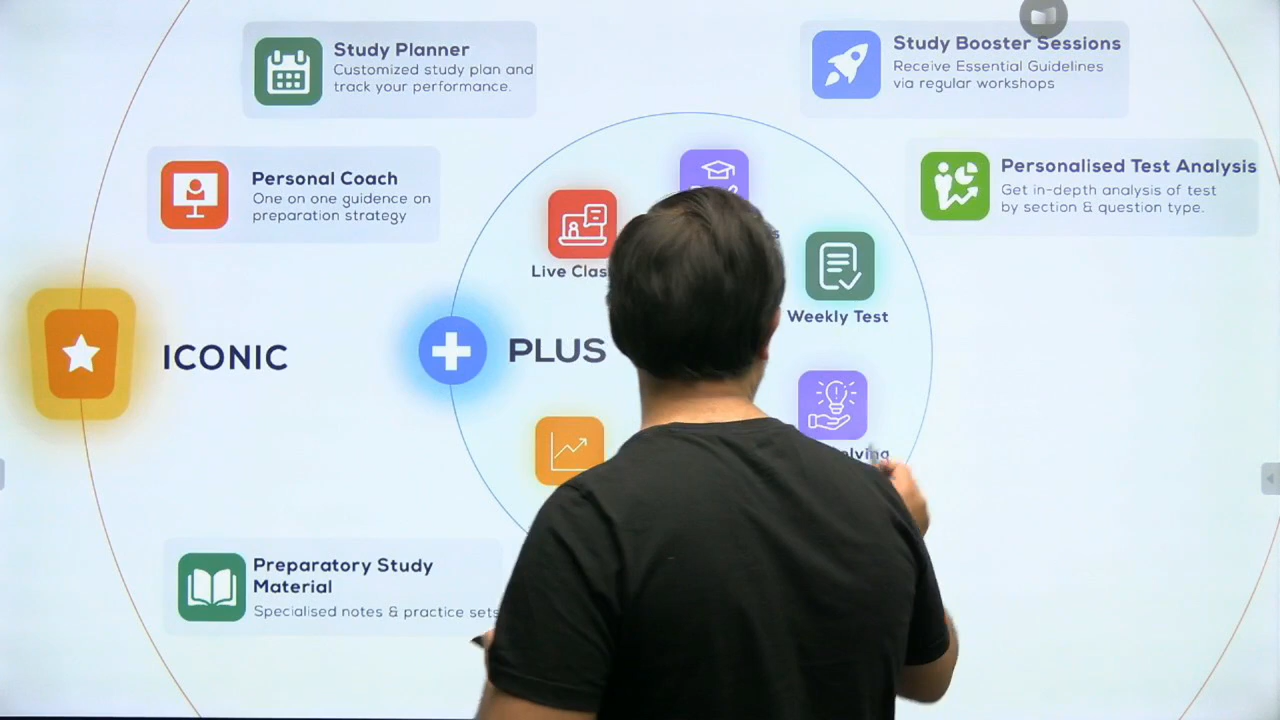 Study Planner
Customized study plan and
track your performance.
Study Booster Sessions
Receive Essential Guidelines
via regular workshops
Personal Coach
One on one guidence on
preparation strategy
Personalised Test Analysis
Get in-depth analysis of test
by section & question type.
Live
Weekly Test
ICONIC
PLUS
Preparatory Study
Material
Specialised notes & practice sets